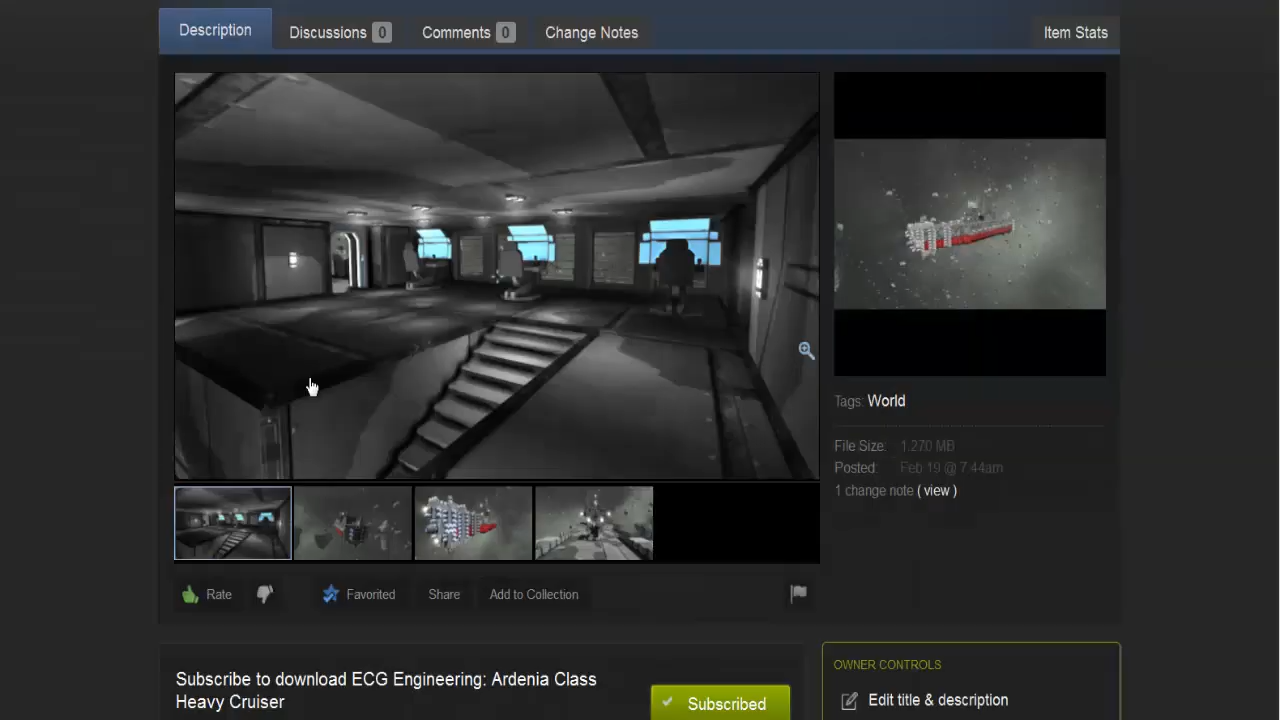 Description
Discussions 0
Comments 0
Change Notes
Item Stats
Tags: World
File Size: 1.270 MB
Posted: Feb 19 @ 7:44am
1 change note ( view )
Rate
Favorited
Share
Add to Collection
Subscribe to download ECG Engineering: Ardenia Class
Heavy Cruiser
Subscribed
OWNER CONTROLS
Edit title & description